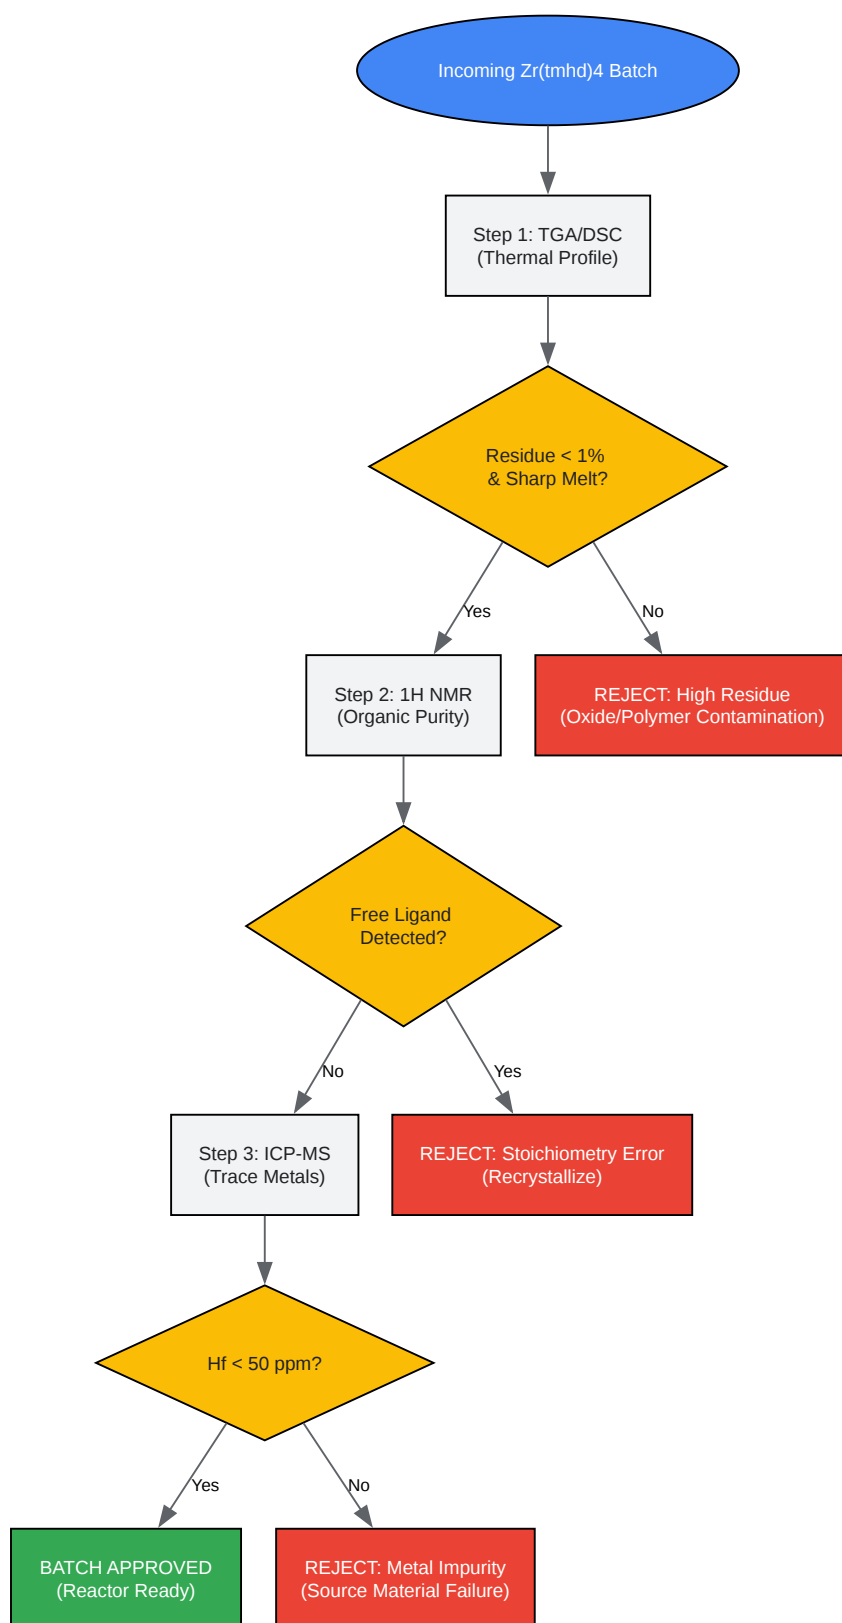 Incoming Zr(tmhd)4 Batch
Step 1: TGA/DSC
(Thermal Profile)
Residue < 1%
& Sharp Melt?
Yes
No
Step 2: 1H NMR
(Organic Purity)
REJECT: High Residue
(Oxide/Polymer Contamination)
Free Ligand
Detected?
No
Yes
Step 3: ICP-MS
(Trace Metals)
REJECT: Stoichiometry Error
(Recrystallize)
Hf < 50 ppm?
Yes
No
BATCH APPROVED
(Reactor Ready)
REJECT: Metal Impurity
(Source Material Failure)